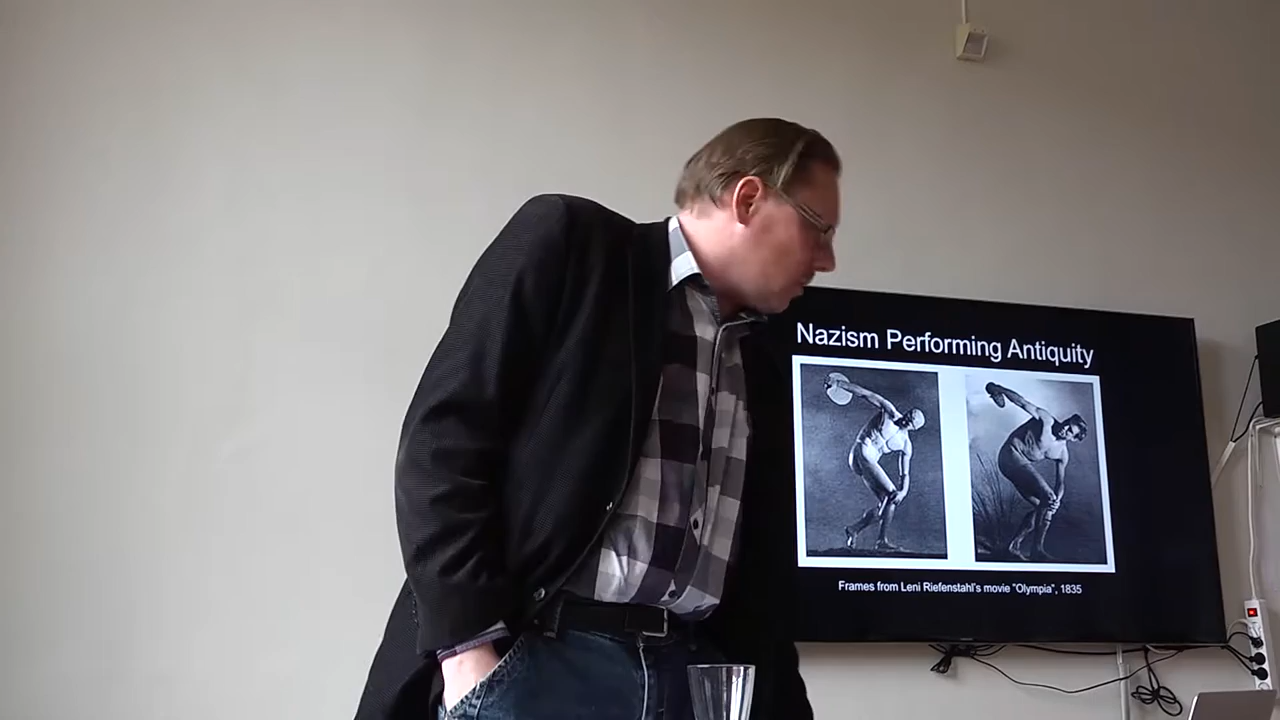 Nazism Performing Antiquity
Frames from Leni Riefenstahl's movie "Olympia", 1835